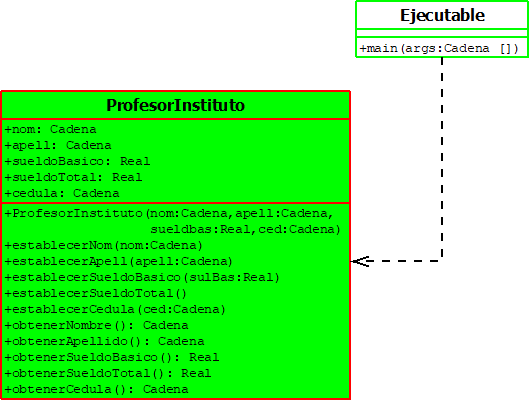 Ejecutable
+main(args:Cadena [])
ProfesorInstituto
+nom: Cadena
+apell: Cadena
+sueldoBasico: Real
+sueldoTotal: Real
+cedula: Cadena
+ProfesorInstituto(nom:Cadena,apell:Cadena,
sueldbas:Real,ced:Cadena)
+establecerNom(nom:Cadena)
+establecerApell(apell:Cadena)
+establecerSueldoBasico(sulBas:Real)
+establecerSueldoTotal()
+establecerCedula(ced:Cadena)
+obtenerNombre(): Cadena
+obtenerApellido(): Cadena
+obtenerSueldoBasico(): Real
+obtenerSueldoTotal(): Real
+obtenerCedula(): Cadena